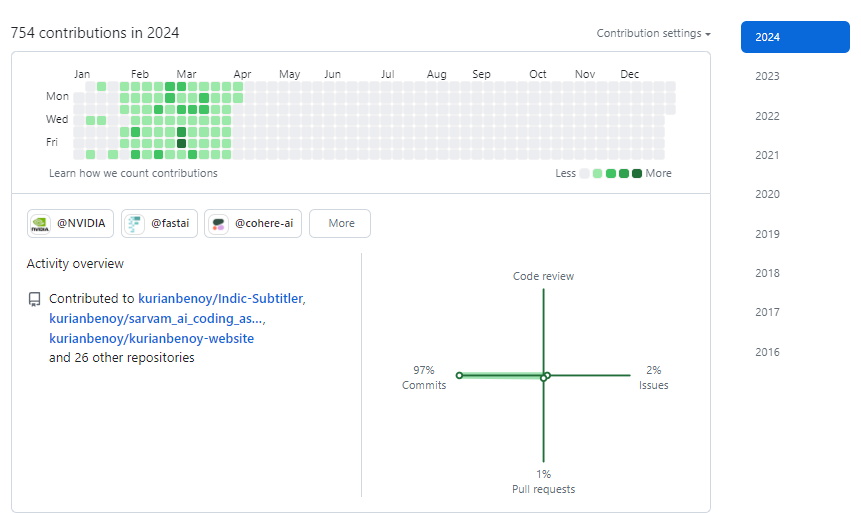 754 contributions in 2024
Contribution settings
Jan Feb Mar Apr May Jun Jul Aug Sep Oct Nov Dec
Mon
Wed
Fri
Learn how we count contributions
Less More
@NVIDIA @fastai @cohere-ai More
Activity overview
Contributed to kurianbenoy/Indic-Subtitler,
kurianbenoy/sarvam_ai_coding_as...,
kurianbenoy/kurianbenoy-website
and 26 other repositories
Code review
97%
Commits
2%
Issues
1%
Pull requests
2024
2023
2022
2021
2020
2019
2018
2017
2016